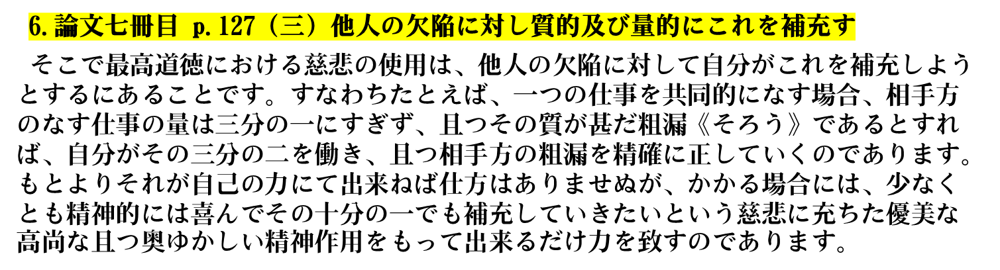 6. 論文七冊目 p.127（三）他人の欠陥に対し質的及び量的にこれを補充す
そこで最高道徳における慈悲の使用は、他人の欠陥に対して自分がこれを補充しよう
とするにあることです。すなわちたとえば、一つの仕事を共同的になす場合、相手方
のなす仕事の量は三分の一にすぎず、且つその質が甚だ粗漏《そろう》であるとすれ
ば、自分がその三分の二を働き、且つ相手方の粗漏を精確に正していくのであります。
もとよりそれが自己の力にて出来ねば仕方はありませぬが、かかる場合には、少なく
とも精神的には喜んでその十分の一でも補充していきたいという慈悲に充ちた優美な
高尚な且つ奥ゆかしい精神作用をもって出来るだけ力を致すのであります。